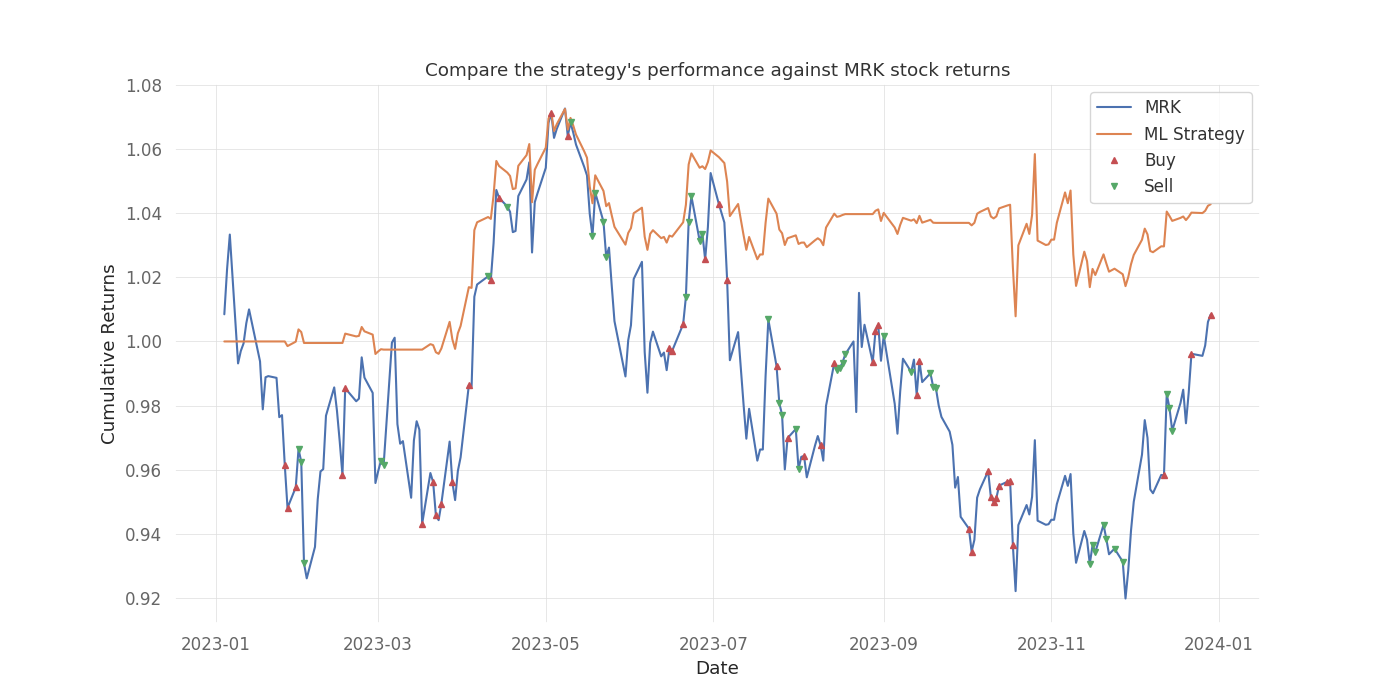 Compare the strategy's performance against MRK stock returns
1.08
1.06
1.04
1.02
1.00
0.98
0.96
0.94
0.92
Cumulative Returns
MRK
ML Strategy
Buy
Sell
2023-01
2023-03
2023-05
2023-07
2023-09
2023-11
2024-01
Date